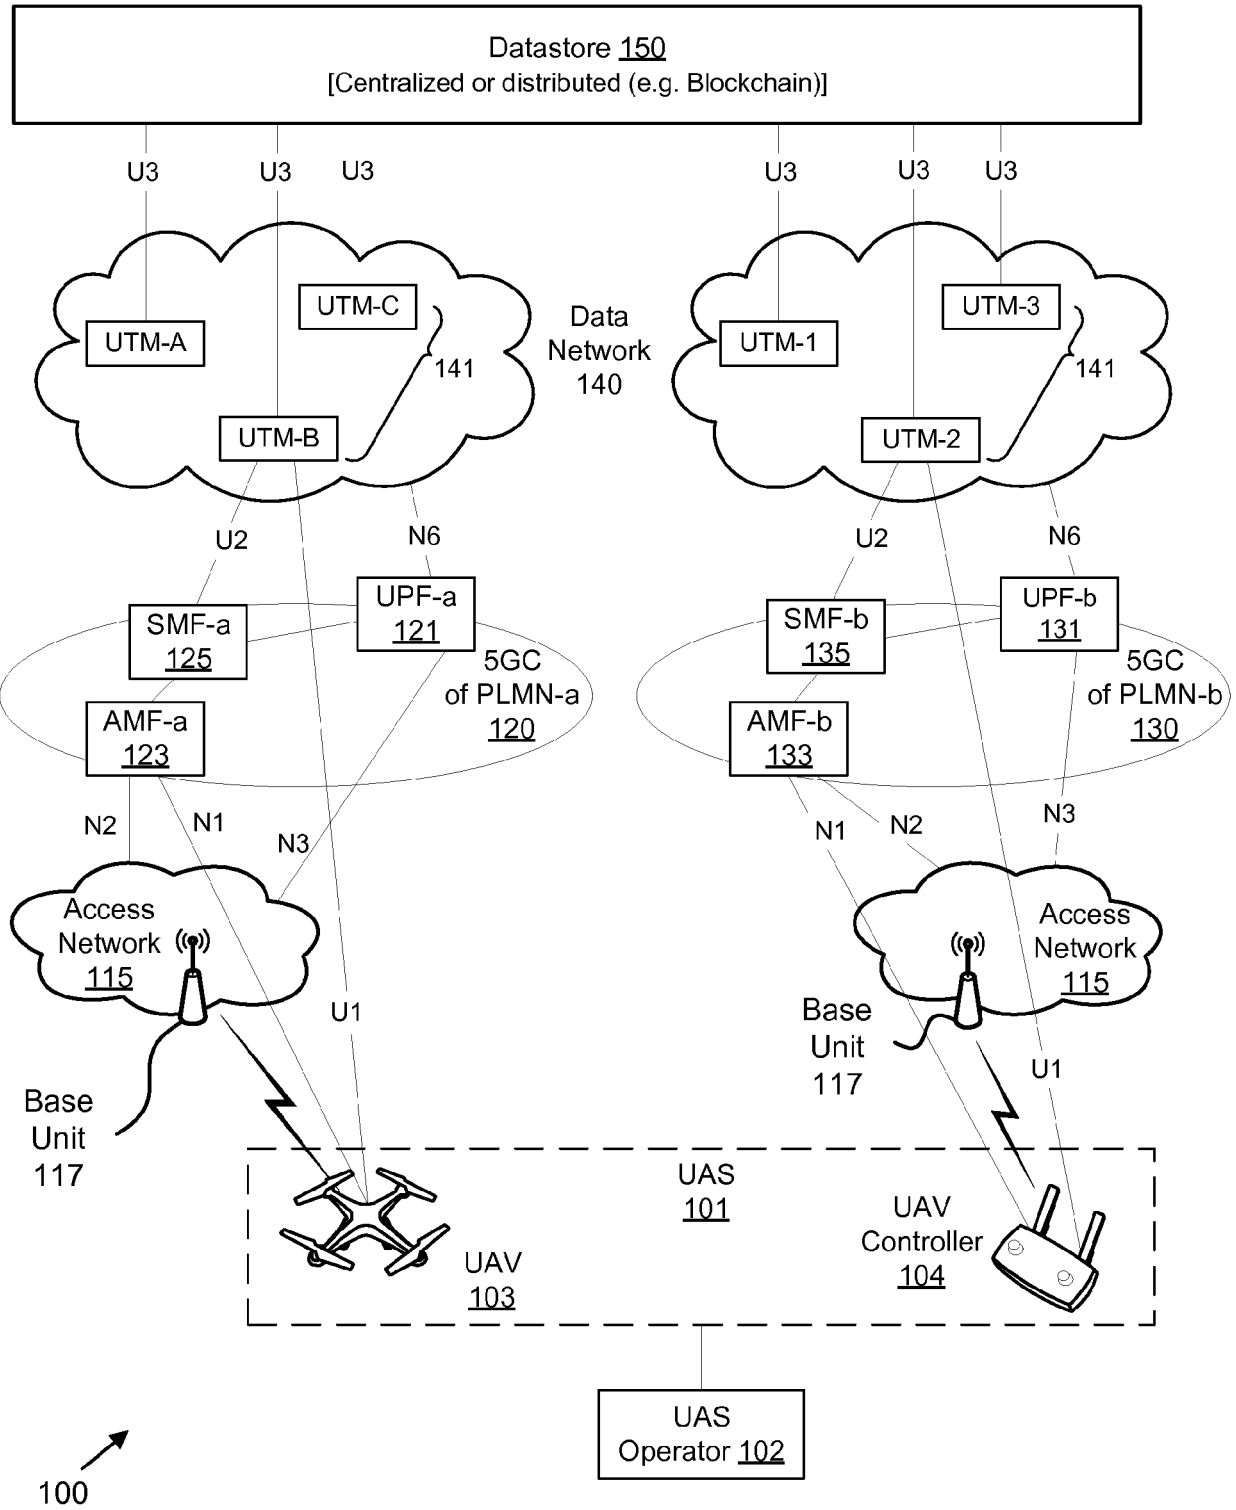 Datastore 150
[Centralized or distributed (e.g. Blockchain)]
U3 U3 U3 U3 U3 U3
UTM-C
UTM-A
141
UTM-B
Data
Network
140
UTM-3
UTM-1
141
UTM-2
U2
N6
U2
N6
UPF-a
121
SMF-a
125
5GC
of PLMN-a
120
AMF-a
123
UPF-b
131
SMF-b
135
5GC
of PLMN-b
130
AMF-b
133
N2
N1
N3
N1
N2
N3
Access
Network
115
U1
Base
Unit
117
Access
Network
115
Base
Unit
117
U1
UAS
101
UAV
103
UAV
Controller
104
UAS
Operator 102
100